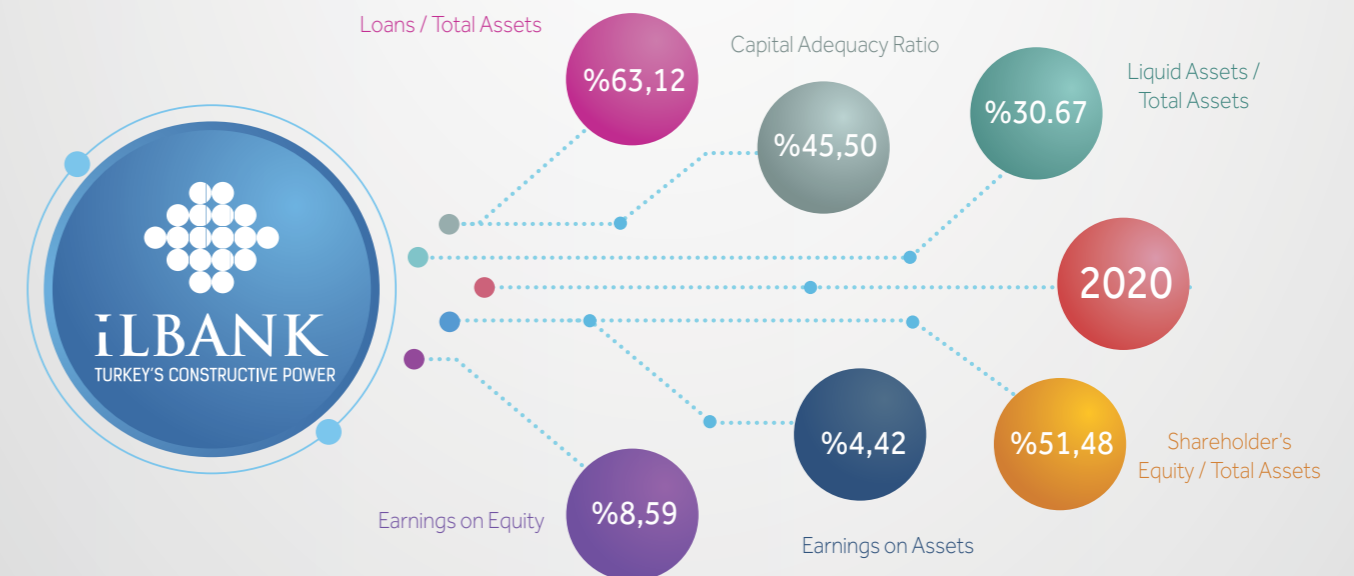 Loans / Total Assets
%63,12
Capital Adequacy Ratio
%45,50
Liquid Assets /
Total Assets
%30.67
iLBANK
TURKEY'S CONSTRUCTIVE POWER
2020
Shareholder's
Equity / Total Assets
%51,48
%4,42
Earnings on Assets
Earnings on Equity
%8,59